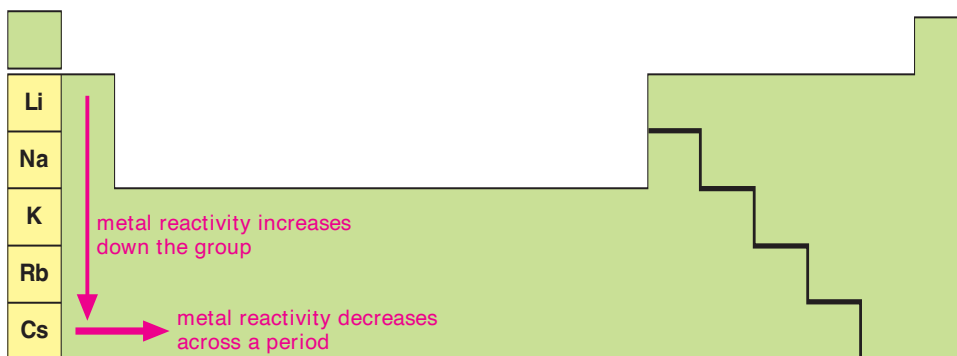 Li
Na
K
metal reactivity increases
down the group
Rb
Cs
metal reactivity decreases
across a period